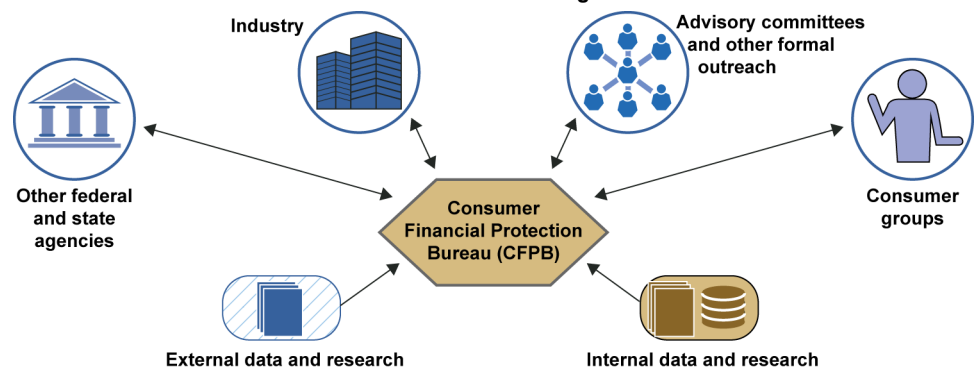 Industry
Advisory committees
and other formal
outreach
Other federal
and state
agencies
Consumer
Financial Protection
Bureau (CFPB)
Consumer
groups
External data and research
Internal data and research